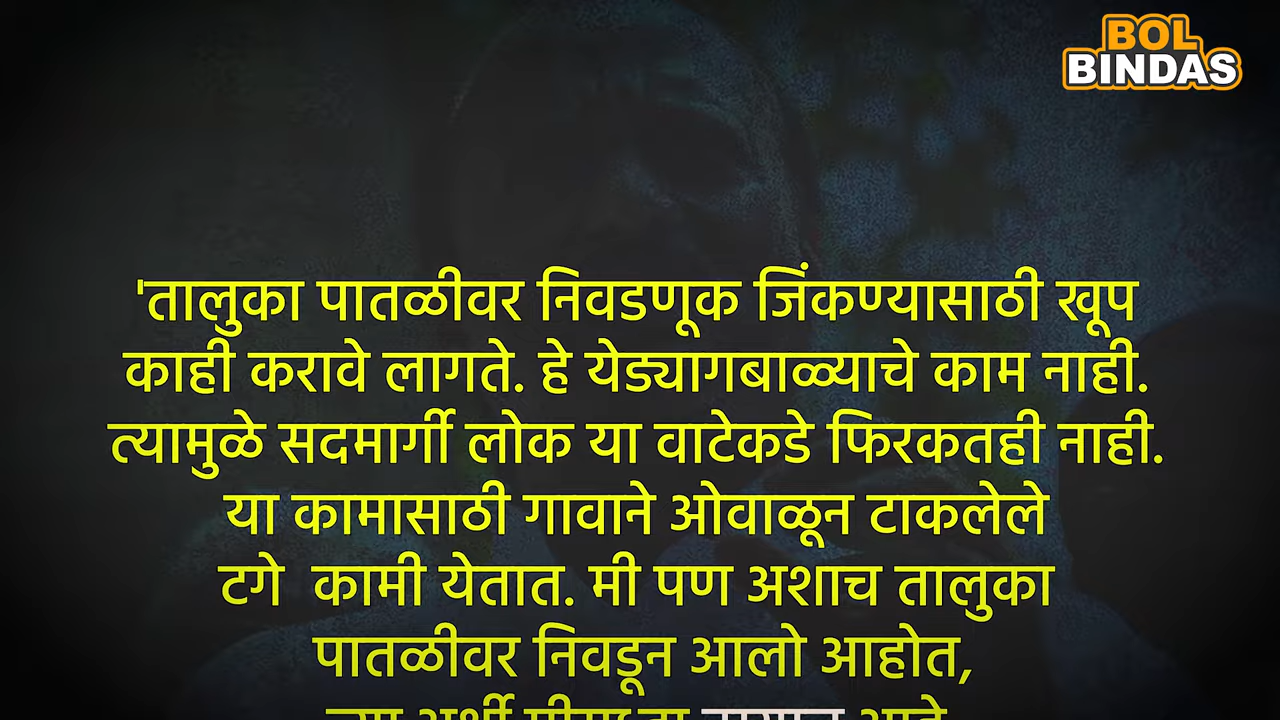 BOL
BINDAS
'तालुका पातळीवर निवडणूक जिंकण्यासाठी खूप
काही करावे लागते. हे येड्यागबाळ्याचे काम नाही.
त्यामुळे सदमार्गी लोक या वाटेकडे फिरकतही नाही.
या कामासाठी गावाने ओवाळून टाकलेले
टगे  कामी येतात. मी पण अशाच तालुका
पातळीवर निवडून आलो आहोत,